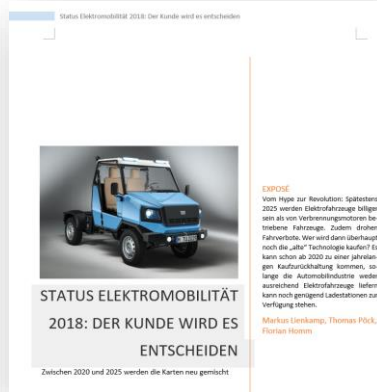 Status Elektromobilität 2018: Der Kunde wird es entscheiden
STATUS ELEKTROMOBILITÄT
2018: DER KUNDE WIRD ES
ENTSCHEIDEN
Zwischen 2020 und 2025 werden die Karten neu gemischt
EXPOSÉ
Vom Hype zur Revolution: Spätestens
2025 werden Elektrofahrzeuge billiger
sein als von Verbrennungsmotoren be-
triebene Fahrzeuge. Zudem drohen
Fahrverbote. Wer wird dann überhaupt
noch die „alte“ Technologie kaufen? Es
kann schon ab 2020 zu einer jahrelan-
gen Kaufzurückhaltung kommen, so-
lange die Automobilindustrie weder
ausreichend Elektrofahrzeuge liefern
kann noch genügend Ladestationen zur
Verfügung stehen.
Markus Lienkamp, Thomas Pöck,
Florian Homm